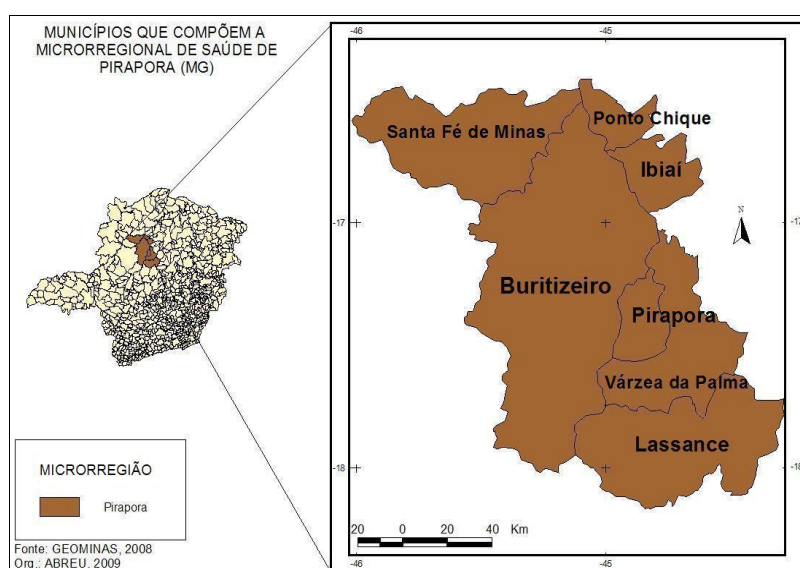 MUNICÍPIOS QUE COMPÕEM A
MICRORREGIONAL DE SAÚDE DE
PIRAPORA (MG)
MICRORREGIÃO
Pirapora
Fonte: GEOMINAS, 2008
Org.: ABREU, 2009
-46
-45
Santa Fé de Minas
Ponto Chique
Ibiaí
-17
-17
N
Buritizeiro
Pirapora
Várzea da Palma
Lassance
-18
-18
20 0 20 40 Km
-46
-45